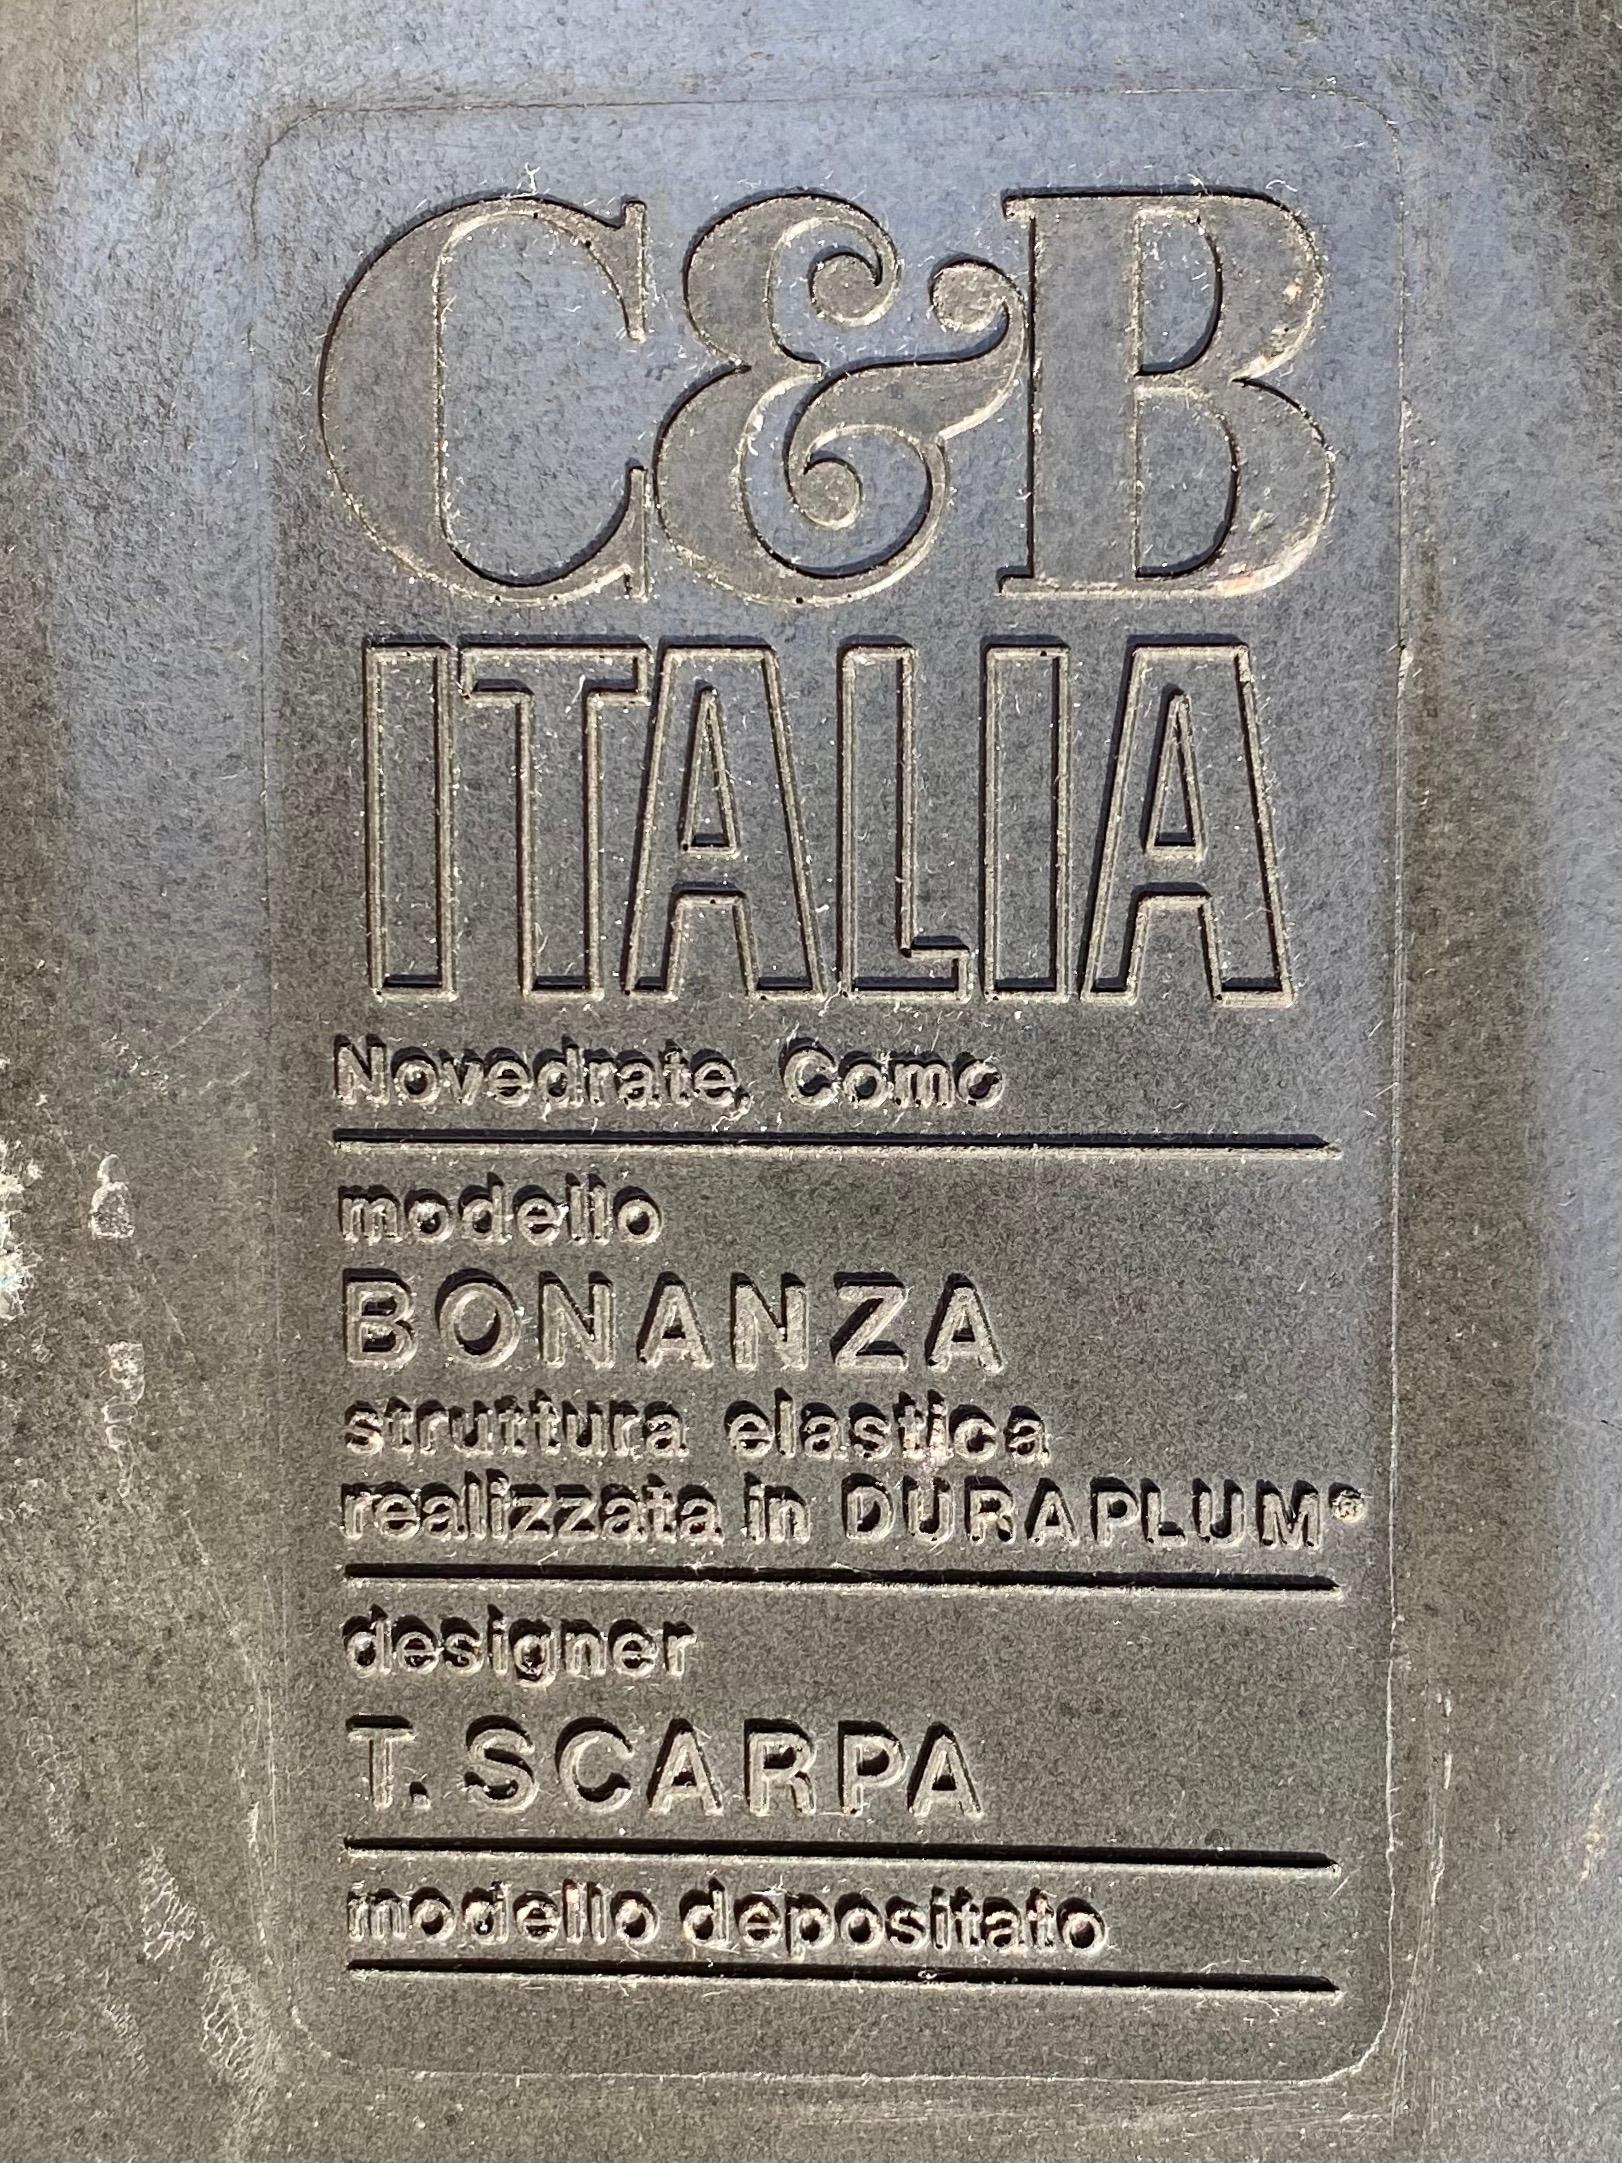 C&B
ITALIA
Novedrate, Como
modello
BONANZA
struttura elastica
realizzata in DURAPLUM®
designer
T. SCARPA
modello depositato